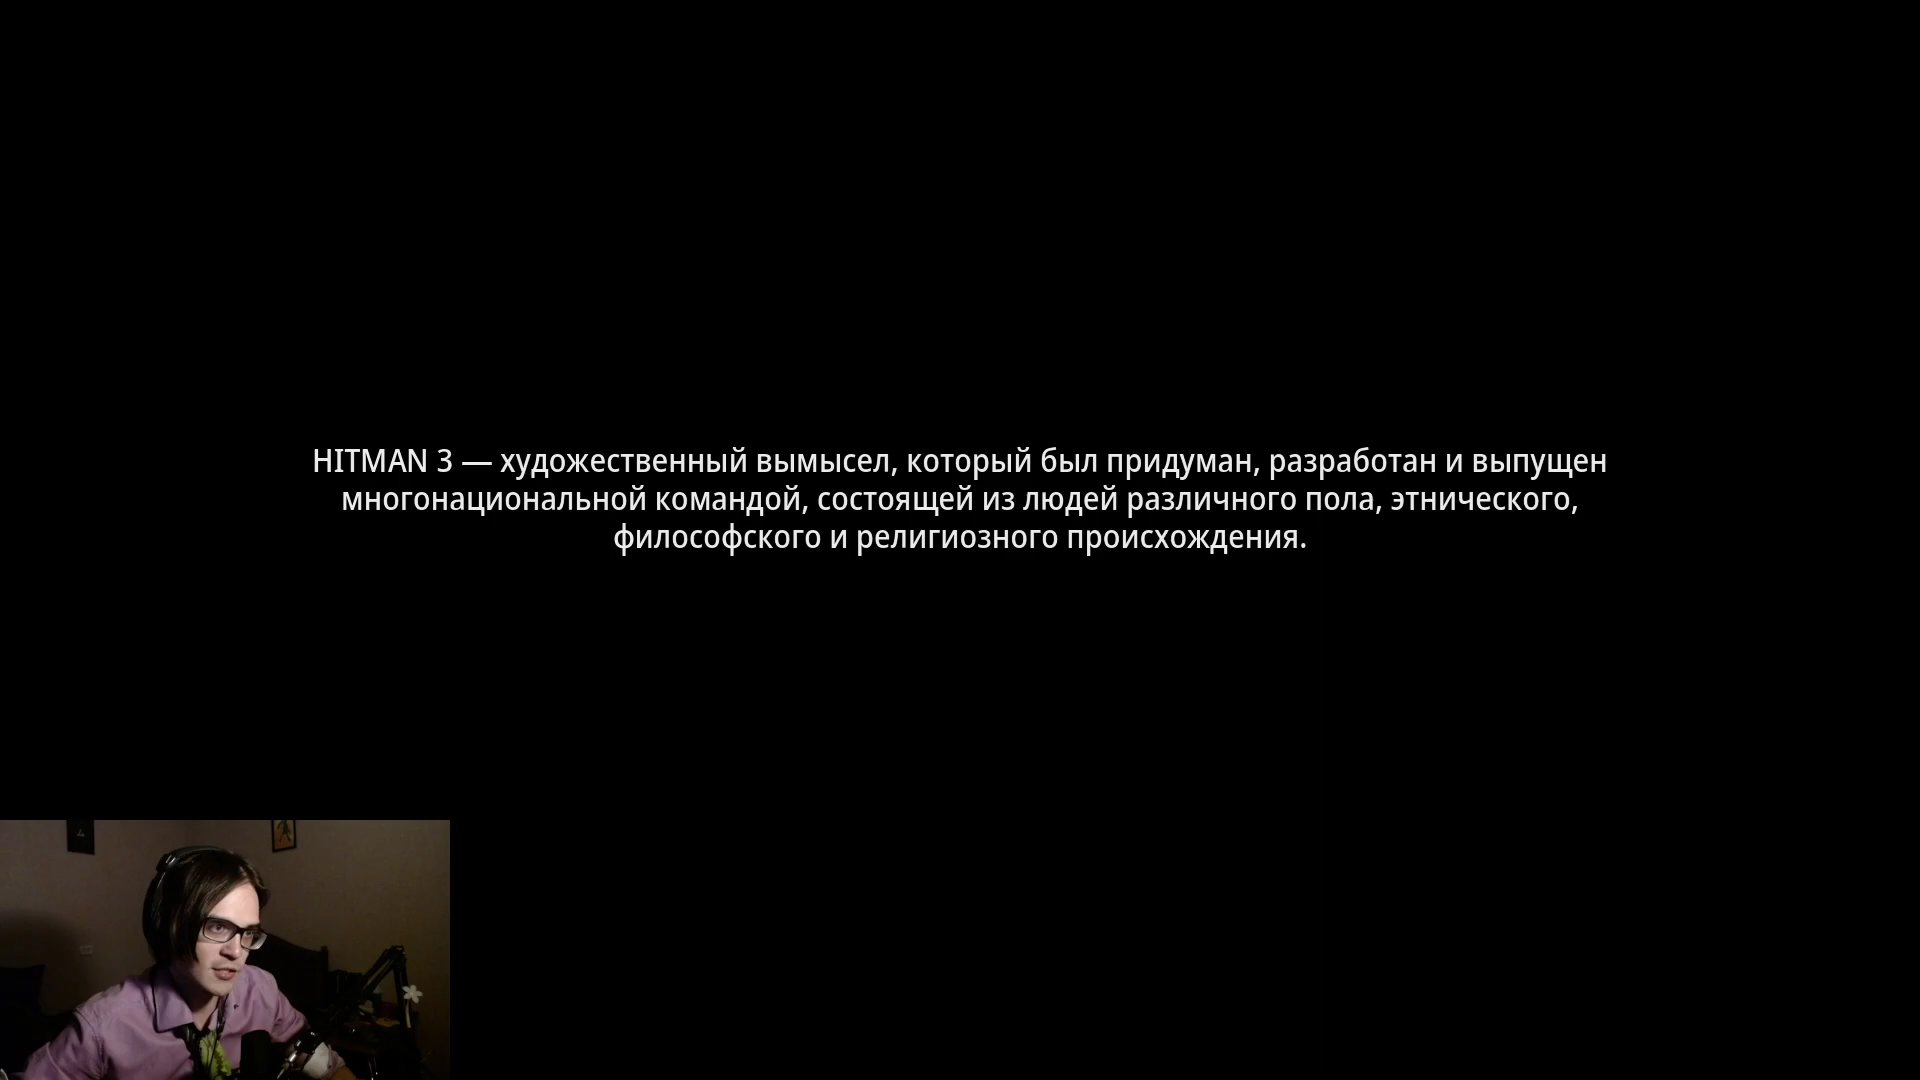 HITMAN 3 — художественный вымысел, который был придуман, разработан и выпущен
многонациональной командой, состоящей из людей различного пола, этнического,
философского и религиозного происхождения.